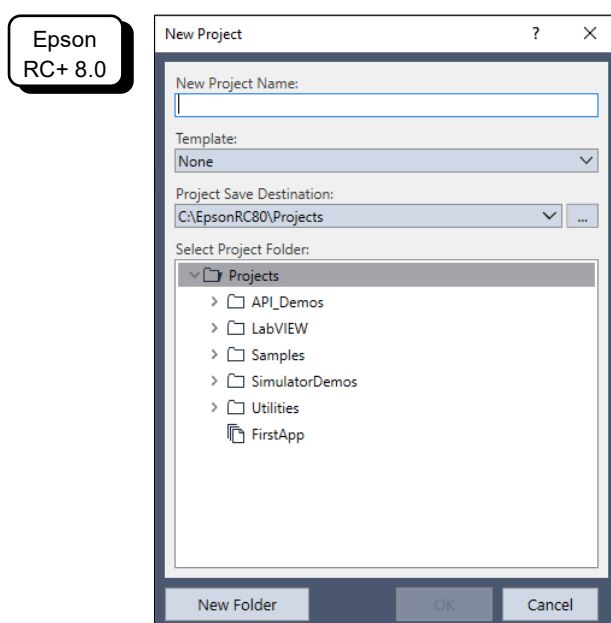 Epson
RC+ 8.0
New Project
?
New Project Name:
Template:
None
Project Save Destination:
C:\EpsonRC80\Projects
...
Select Project Folder:
Projects
API_Demos
LabVIEW
Samples
SimulatorDemos
Utilities
FirstApp
New Folder
OK
Cancel